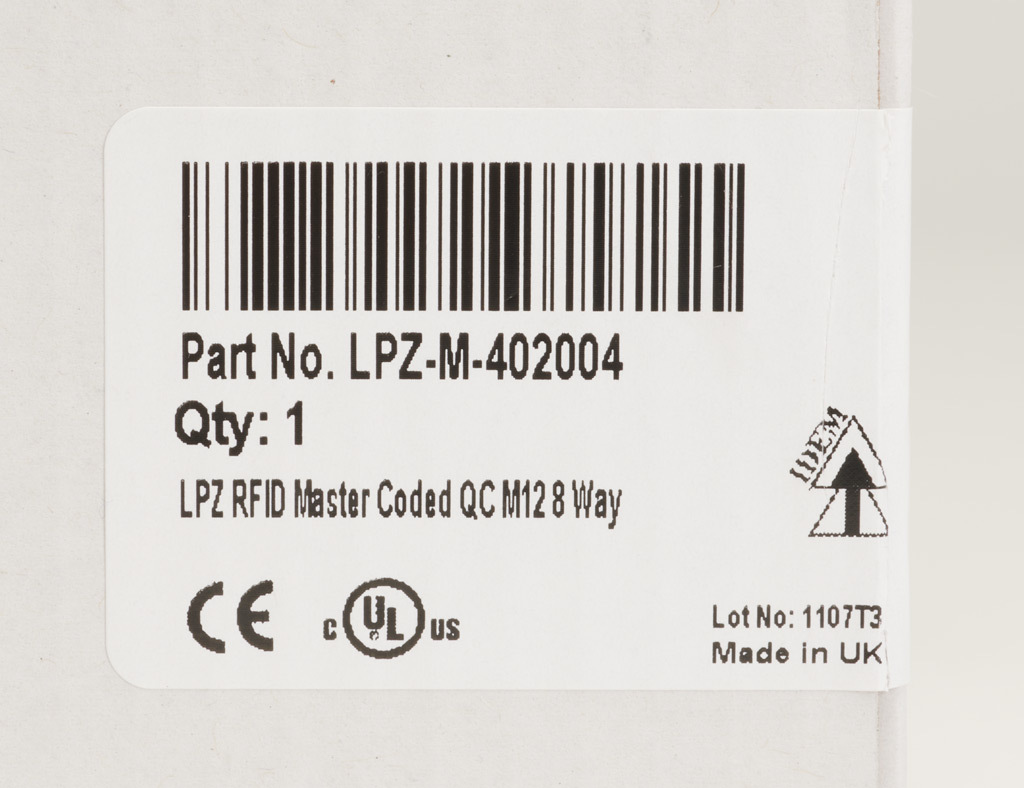 Part No. LPZ-M-402004
Qty: 1
LPZ RFID Master Coded QC M12 8 Way
IDEM
CE
C UL US
Lot No: 1107T3
Made in UK